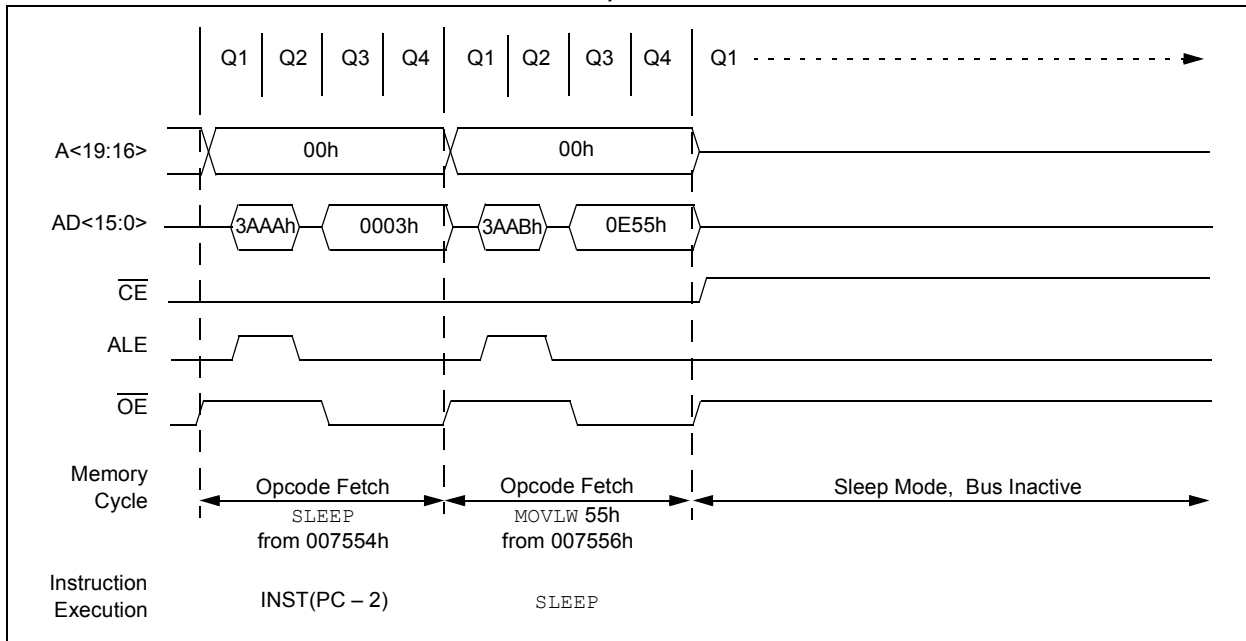 Q1 Q2 Q3 Q4 Q1 Q2 Q3 Q4 Q1
A<19:16> 00h 00h
AD<15:0> 3AAAh 0003h 3AABh 0E55h
CE
ALE
OE
Memory
Cycle
Opcode Fetch
SLEEP
from 007554h
Opcode Fetch
MOVLW 55h
from 007556h
Sleep Mode, Bus Inactive
Instruction
Execution
INST(PC – 2) SLEEP